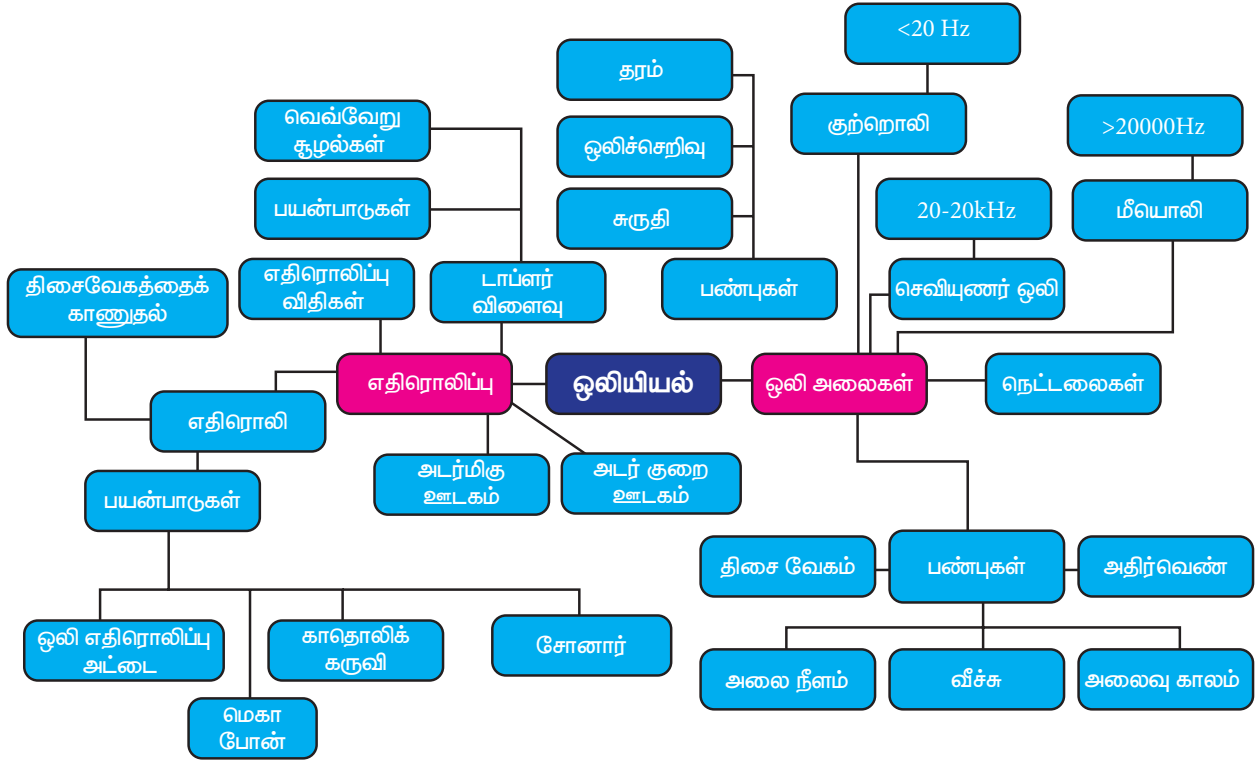 <20 Hz
தரம்
குற்றொலி
>20000Hz
வெவ்வேறு
சூழல்கள்
ஒலிச்செறிவு
பயன்பாடுகள்
சுருதி
20-20kHz
மீயொலி
திசைவேகத்தைக்
காணுதல்
எதிரொலிப்பு
விதிகள்
டாப்ளர்
விளைவு
பண்புகள்
செவியுணர் ஒலி
எதிரொலிப்பு
ஒலியியல்
ஒலி அலைகள்
நெட்டலைகள்
எதிரொலி
அடர்மிகு
ஊடகம்
அடர் குறை
ஊடகம்
பயன்பாடுகள்
திசை வேகம்
பண்புகள்
அதிர்வெண்
ஒலி எதிரொலிப்பு
அட்டை
காதொலிக்
கருவி
சோனார்
அலை நீளம்
வீச்சு
அலைவு காலம்
மெகா
போன்